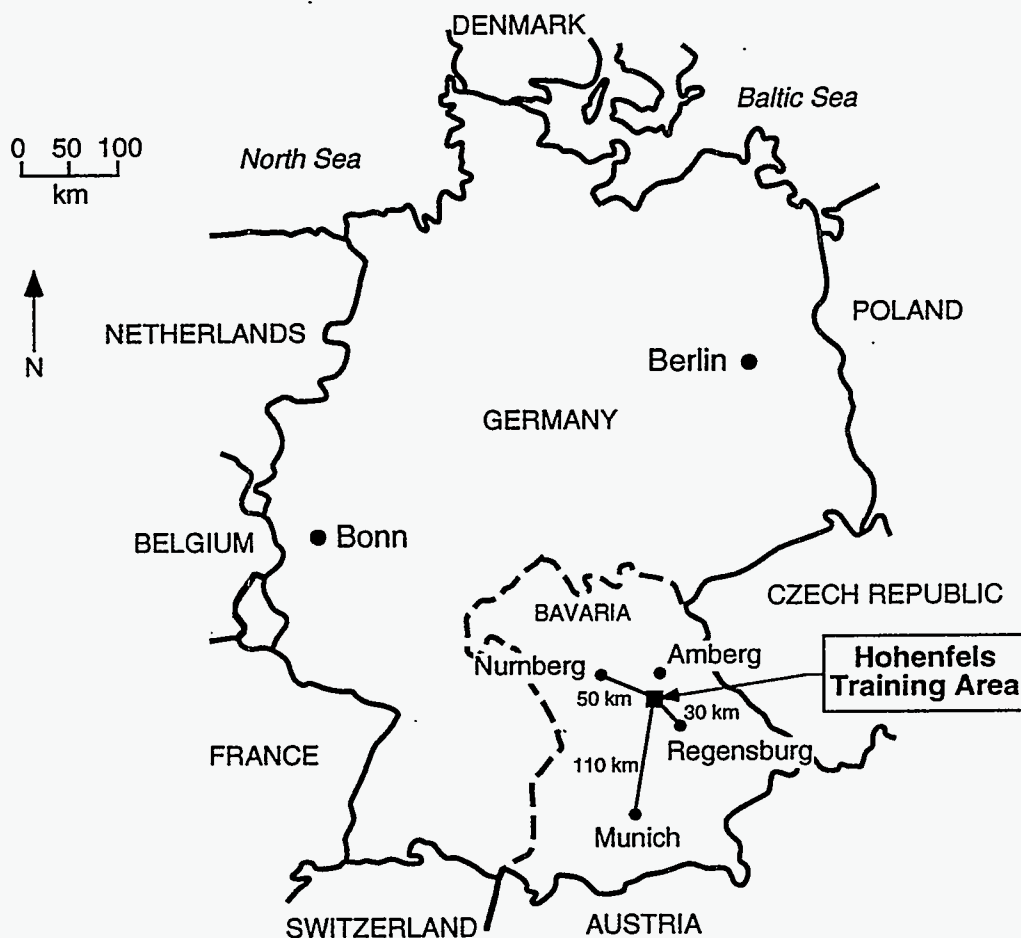 DENMARK
Baltic Sea
0 50 100
km
North Sea
N
NETHERLANDS
POLAND
Berlin
GERMANY
BELGIUM
Bonn
CZECH REPUBLIC
BAVARIA
Nurnberg
Amberg
Hohenfels
Training Area
50 km
30 km
FRANCE
Regensburg
110 km
Munich
SWITZERLAND
AUSTRIA